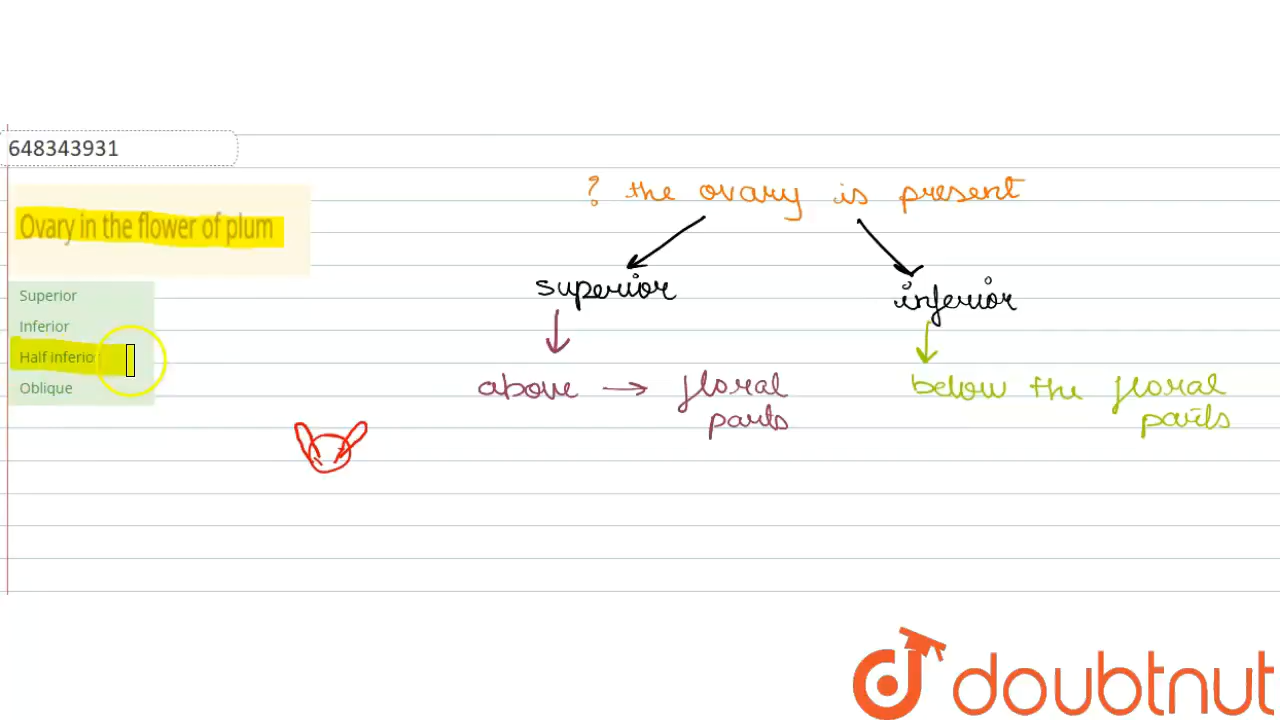 648343931
Ovary in the flower of plum
Superior
Inferior
Half inferior
Oblique
? the ovary is present
superior
inferior
above → floral
parts
below the floral
parts
doubtnut